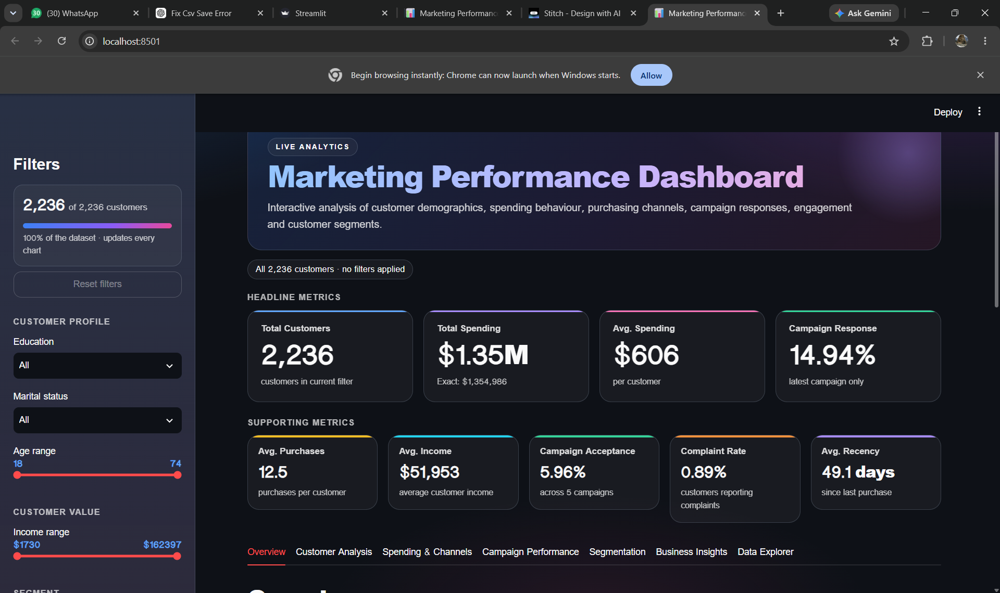 (30) WhatsApp
Fix Csv Save Error
Streamlit
Marketing Performanc
Stitch - Design with AI
Marketing Performanc
Ask Gemini
localhost:8501
Begin browsing instantly: Chrome can now launch when Windows starts.
Allow
Deploy
Filters
2,236 of 2,236 customers
100% of the dataset · updates every
chart
Reset filters
CUSTOMER PROFILE
Education
All
Marital status
All
Age range
18 74
CUSTOMER VALUE
Income range
$1730 $162397
SEGMENT
LIVE ANALYTICS
Marketing Performance Dashboard
Interactive analysis of customer demographics, spending behaviour, purchasing channels, campaign responses, engagement
and customer segments.
All 2,236 customers · no filters applied
HEADLINE METRICS
Total Customers
2,236
customers in current filter
Total Spending
$1.35M
Exact: $1,354,986
Avg. Spending
$606
per customer
Campaign Response
14.94%
latest campaign only
SUPPORTING METRICS
Avg. Purchases
12.5
purchases per customer
Avg. Income
$51,953
average customer income
Campaign Acceptance
5.96%
across 5 campaigns
Complaint Rate
0.89%
customers reporting
complaints
Avg. Recency
49.1 days
since last purchase
Overview Customer Analysis Spending & Channels Campaign Performance Segmentation Business Insights Data Explorer